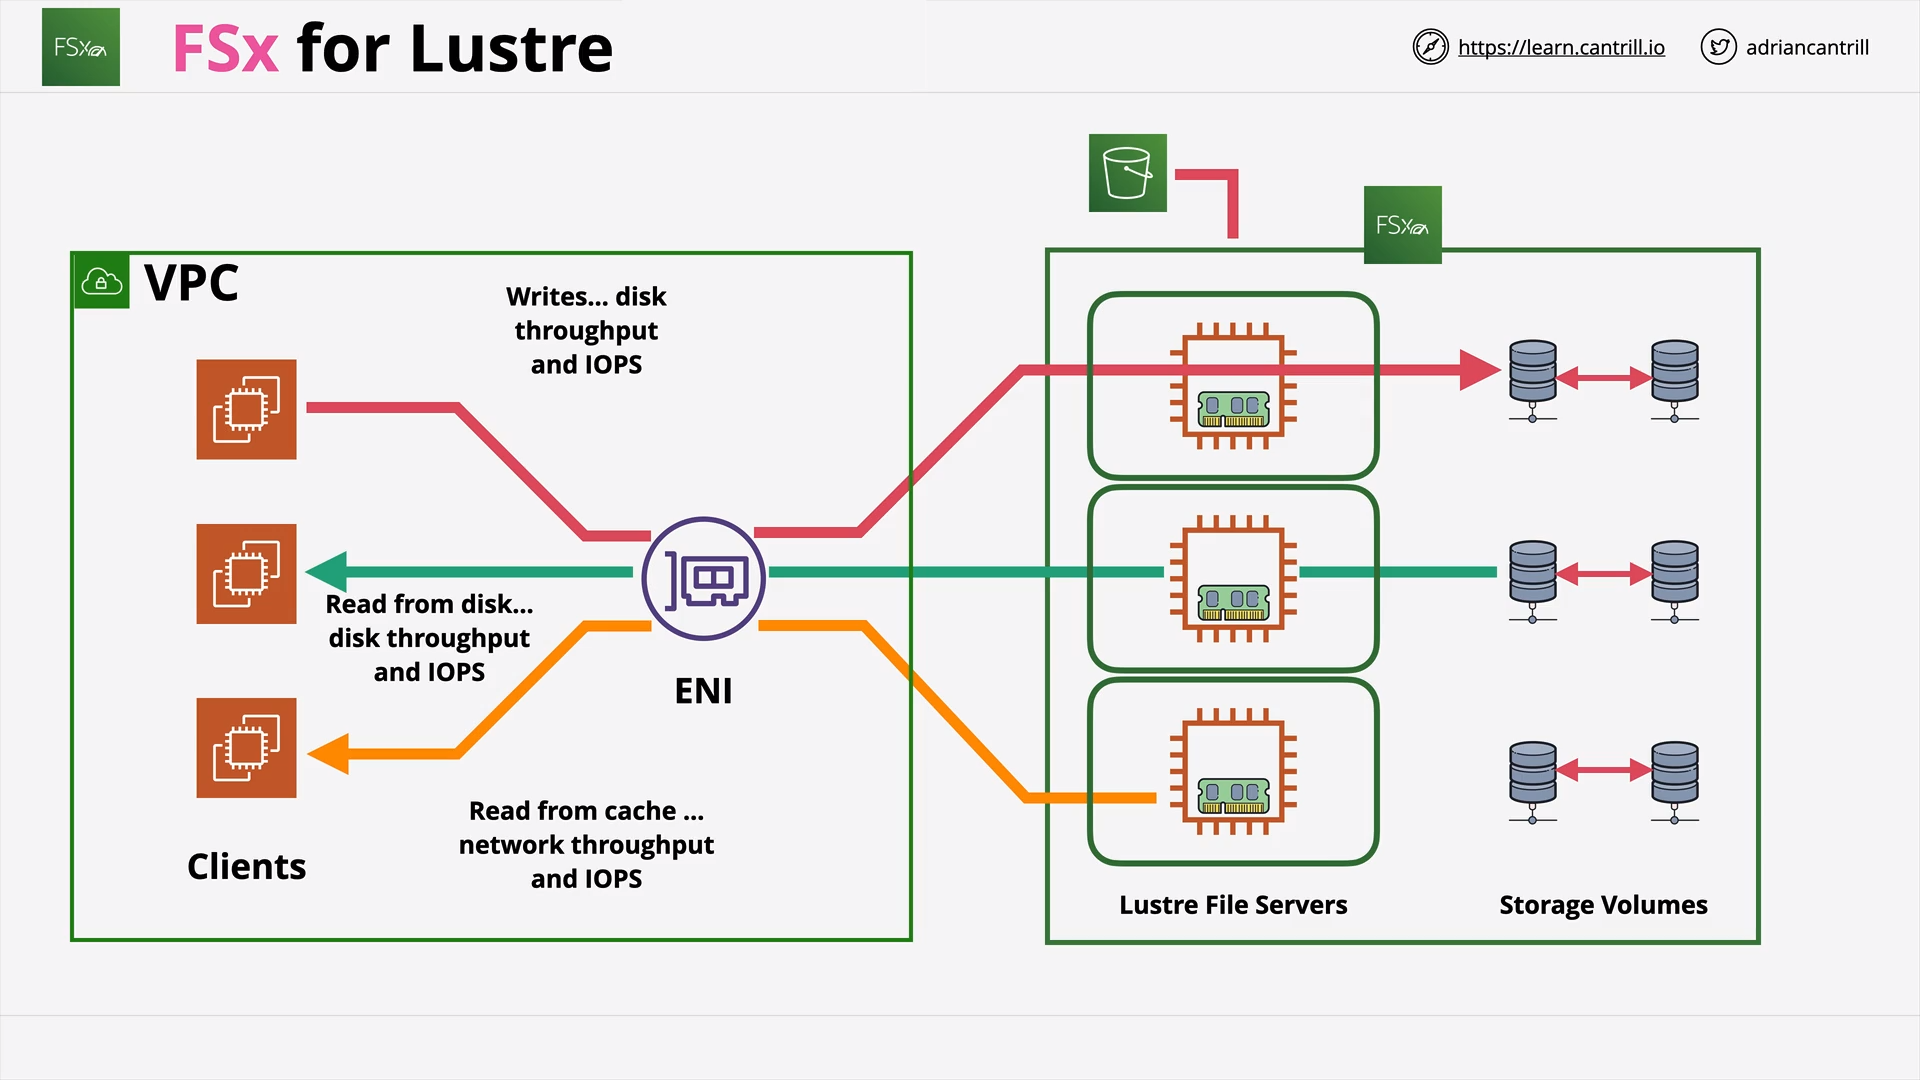 FSx
FSx for Lustre
https://learn.cantrill.io
adriancantrill
FSx
VPC
Writes... disk
throughput
and IOPS
Read from disk...
disk throughput
and IOPS
ENI
Read from cache ...
network throughput
and IOPS
Clients
Lustre File Servers
Storage Volumes